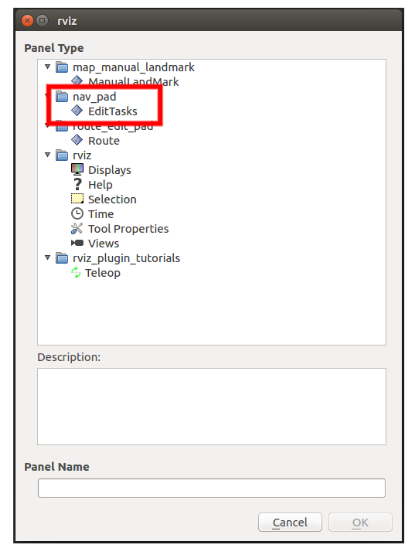 rviz
Panel Type
map_manual_landmark
ManualLandMark
nav_pad
EditTasks
route_edit_pad
Route
rviz
Displays
Help
Selection
Time
Tool Properties
Views
rviz_plugin_tutorials
Teleop
Description:
Panel Name
Cancel
OK